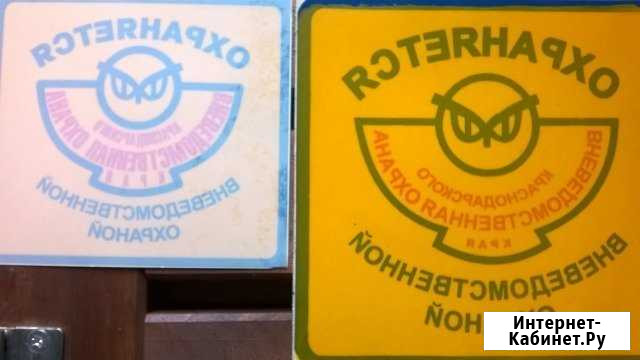 ОХРАНЯЕТСЯ
КРАСНОДАРСКОГО
ВНЕВЕДОМСТВЕННАЯ ОХРАНА
КРАЯ
ВНЕВЕДОМСТВЕННОЙ
ОХРАНОЙ
ОХРАНЯЕТСЯ
КРАСНОДАРСКОГО
ВНЕВЕДОМСТВЕННАЯ ОХРАНА
КРАЯ
ВНЕВЕДОМСТВЕННОЙ
Интернет-
Кабинет.Ру